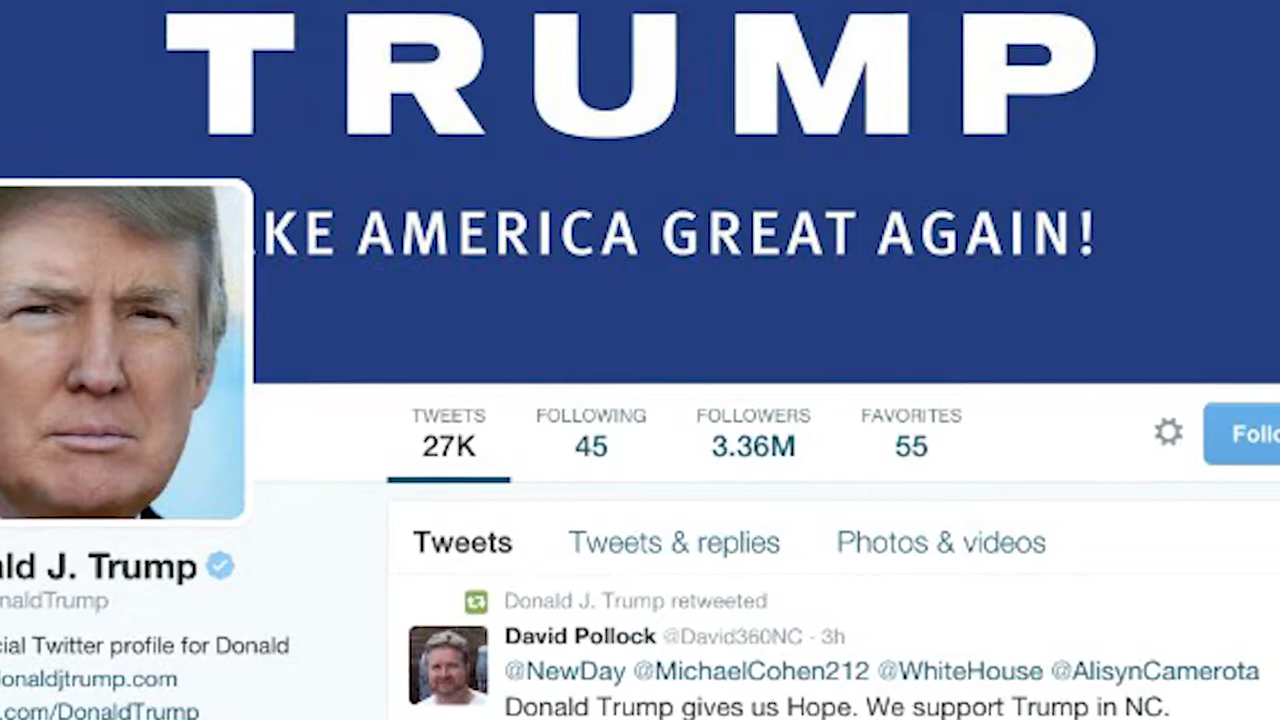 TRUMP
KE AMERICA GREAT AGAIN!
TWEETS FOLLOWING FOLLOWERS FAVORITES
27K 45 3.36M 55
Follo
Tweets Tweets & replies Photos & videos
ld J. Trump
naldTrump
cial Twitter profile for Donald
onaldjtrump.com
.com/DonaldTrump
Donald J. Trump retweeted
David Pollock @David360NC - 3h
@NewDay @MichaelCohen212 @WhiteHouse @AlisynCamerota
Donald Trump gives us Hope. We support Trump in NC.